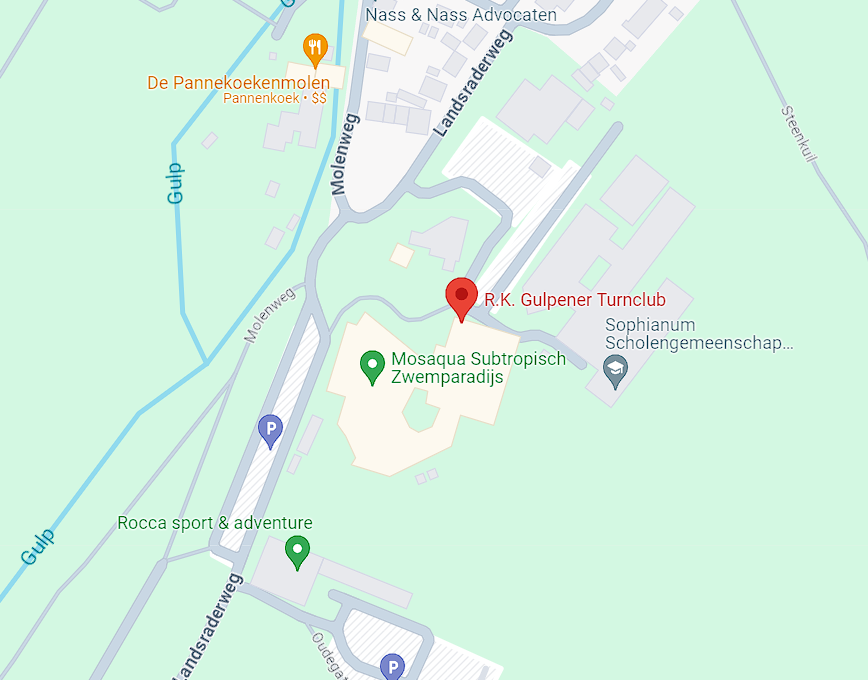 Gulp
Nass & Nass Advocaten
De Pannekoekenmolen
Pannenkoek • $$
Landsraderweg
Molenweg
Steenkuil
Gulp
R.K. Gulpener Turnclub
Molenweg
Sophianum
Scholengemeenschap...
Mosaqua Subtropisch
Zwemparadijs
P
Rocca sport & adventure
Gulp
Landsraderweg
Oudega
P